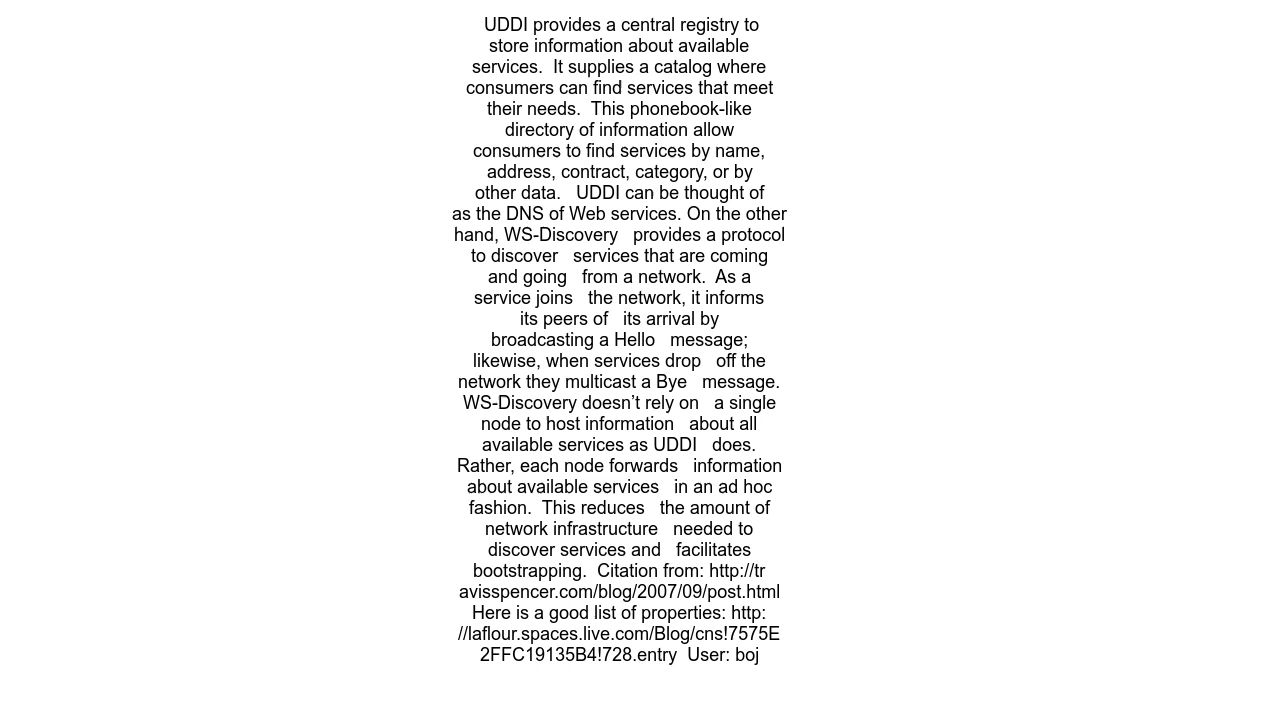 UDDI provides a central registry to
store information about available
services.  It supplies a catalog where
consumers can find services that meet
their needs.  This phonebook-like
directory of information allow
consumers to find services by name,
address, contract, category, or by
other data.   UDDI can be thought of
as the DNS of Web services. On the other
hand, WS-Discovery   provides a protocol
to discover   services that are coming
and going   from a network.  As a
service joins   the network, it informs
its peers of   its arrival by
broadcasting a Hello   message;
likewise, when services drop   off the
network they multicast a Bye   message.
WS-Discovery doesn’t rely on   a single
node to host information   about all
available services as UDDI   does.
Rather, each node forwards   information
about available services   in an ad hoc
fashion.  This reduces   the amount of
network infrastructure   needed to
discover services and   facilitates
bootstrapping.  Citation from: http://tr
avisspencer.com/blog/2007/09/post.html
Here is a good list of properties: http:
//laflour.spaces.live.com/Blog/cns!7575E
2FFC19135B4!728.entry  User: boj